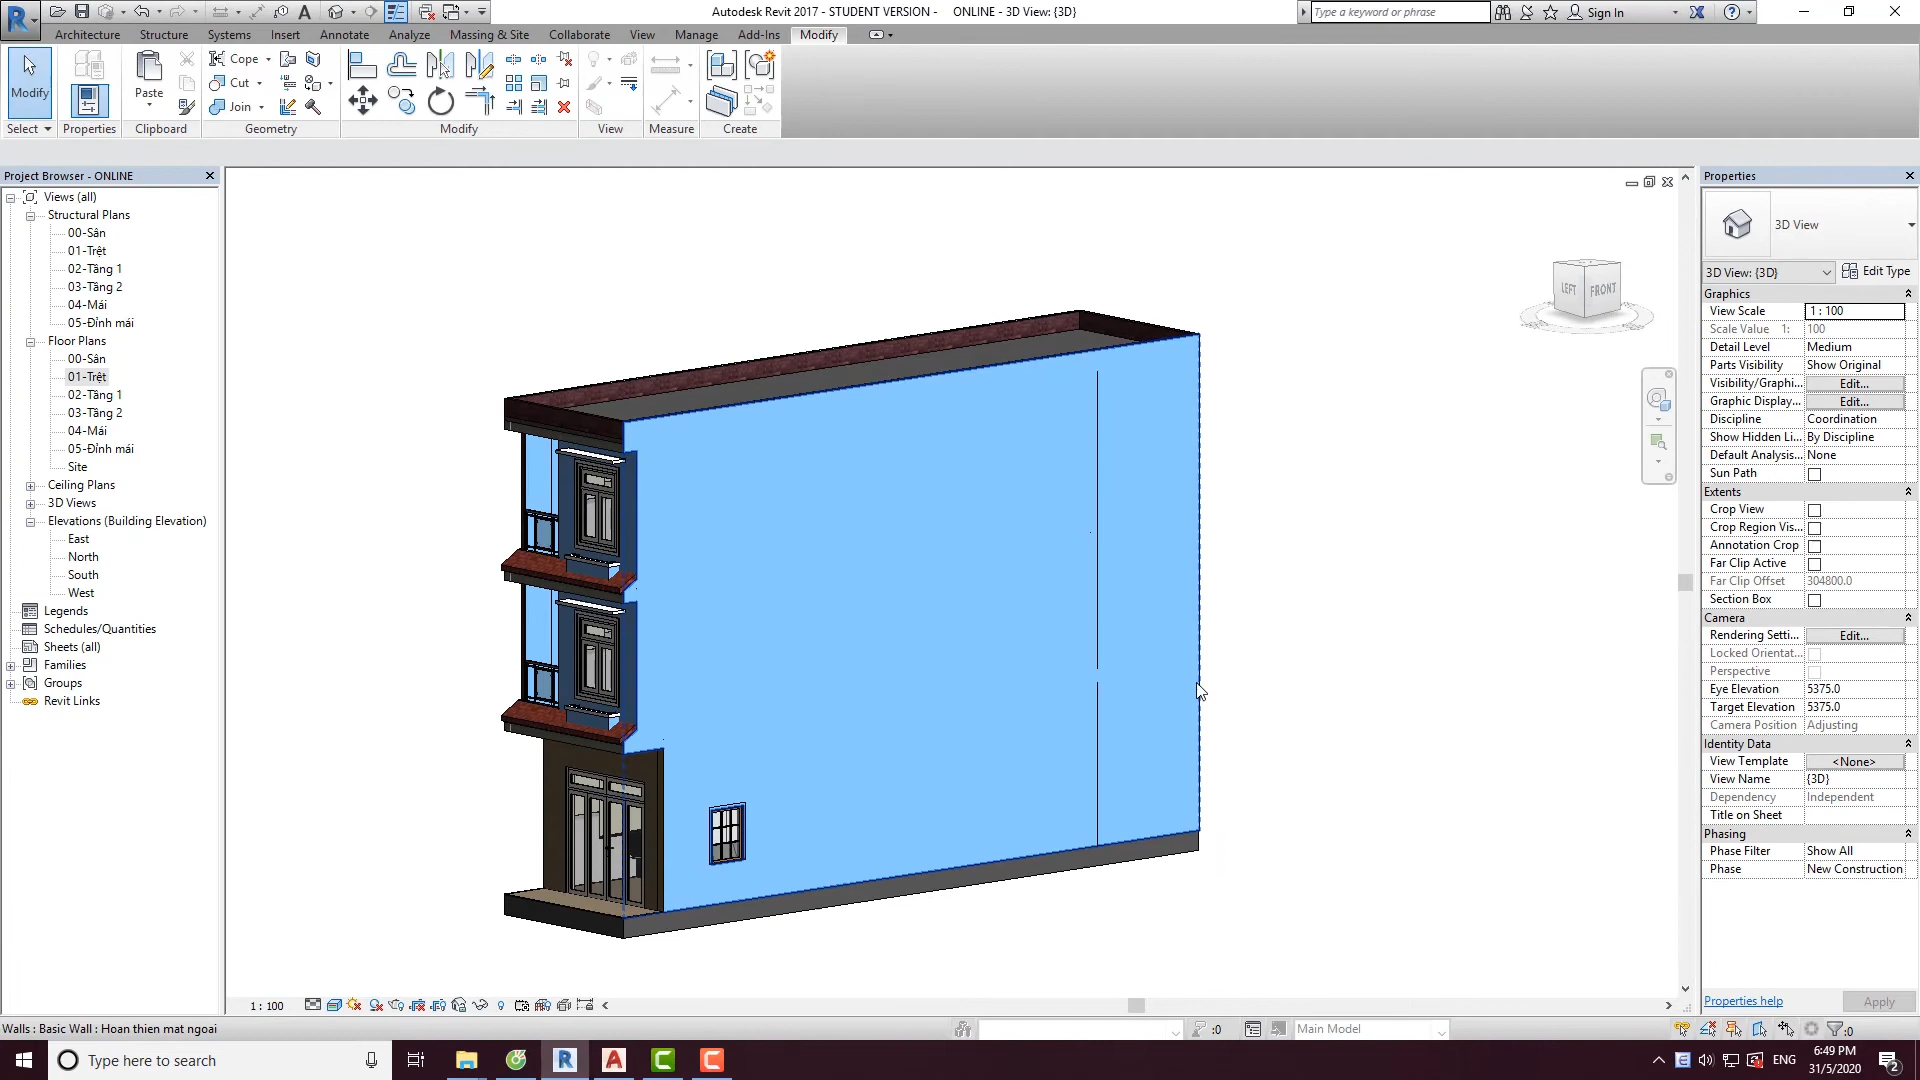 Autodesk Revit 2017 - STUDENT VERSION - ONLINE - 3D View: {3D}
Type a keyword or phrase
Sign In
Architecture Structure Systems Insert Annotate Analyze Massing & Site Collaborate View Manage Add-Ins Modify
Modify
Paste
Cope
Cut
Join
Select Properties Clipboard Geometry Modify View Measure Create
Project Browser - ONLINE
Views (all)
Structural Plans
00-Sân
01-Trệt
02-Tầng 1
03-Tầng 2
04-Mái
05-Đỉnh mái
Floor Plans
00-Sân
01-Trệt
02-Tầng 1
03-Tầng 2
04-Mái
05-Đỉnh mái
Site
Ceiling Plans
3D Views
Elevations (Building Elevation)
East
North
South
West
Legends
Schedules/Quantities
Sheets (all)
Families
Groups
Revit Links
LEFT FRONT
Properties
3D View
3D View: {3D} Edit Type
Graphics
View Scale 1 : 100
Scale Value 1: 100
Detail Level Medium
Parts Visibility Show Original
Visibility/Graphi... Edit...
Graphic Display... Edit...
Discipline Coordination
Show Hidden Li... By Discipline
Default Analysis... None
Sun Path
Extents
Crop View
Crop Region Vis...
Annotation Crop
Far Clip Active
Far Clip Offset 304800.0
Section Box
Camera
Rendering Setti... Edit...
Locked Orientat...
Perspective
Eye Elevation 5375.0
Target Elevation 5375.0
Camera Position Adjusting
Identity Data
View Template <None>
View Name {3D}
Dependency Independent
Title on Sheet
Phasing
Phase Filter Show All
Phase New Construction
Properties help Apply
1 : 100
Walls : Basic Wall : Hoan thien mat ngoai
:0
Main Model
:0
Type here to search
ENG
6:49 PM
31/5/2020
2